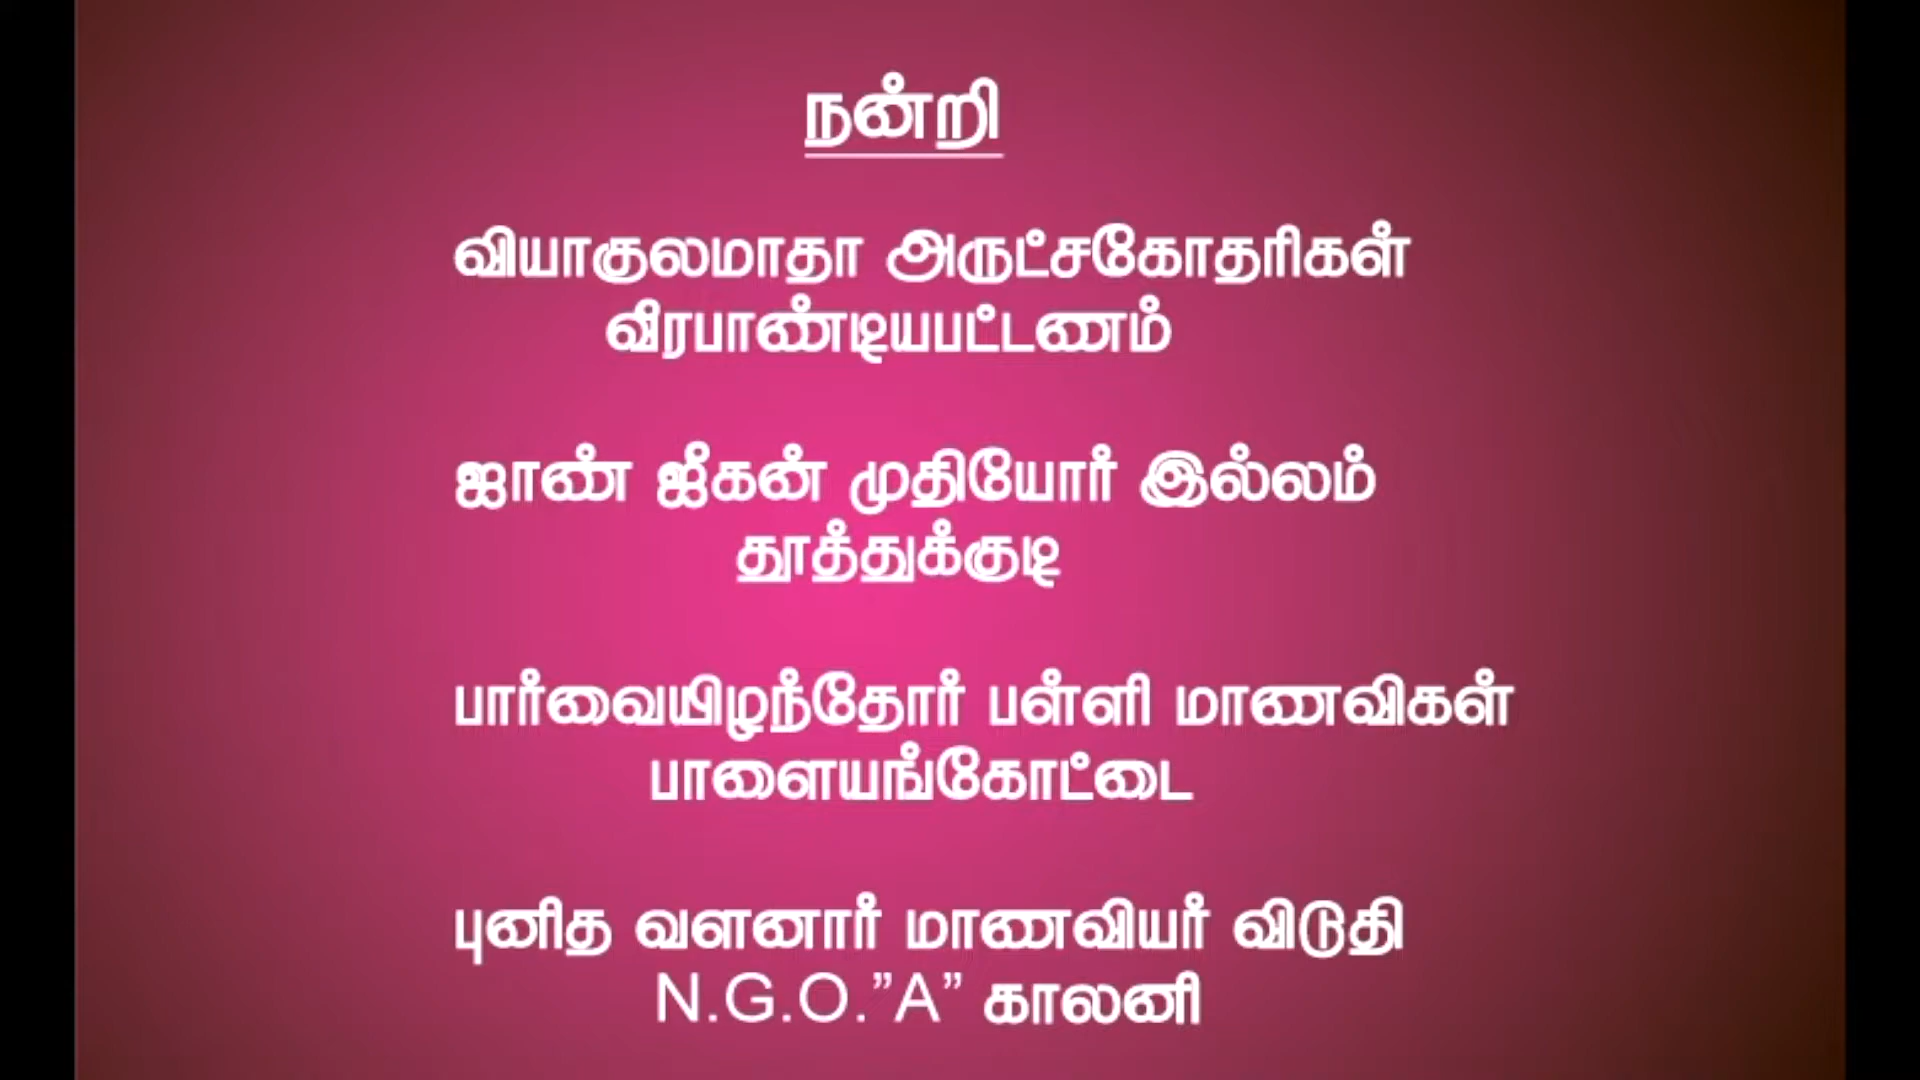 நன்றி
வியாகுலமாதா அருட்சகோதரிகள்
வீரபாண்டியபட்டணம்
ஜாண் ஜீகன் முதியோர் இல்லம்
தூத்துக்குடி
பார்வையிழந்தோர் பள்ளி மாணவிகள்
பாளையங்கோட்டை
புனித வளனார் மாணவியர் விடுதி
N.G.O.”A” காலனி